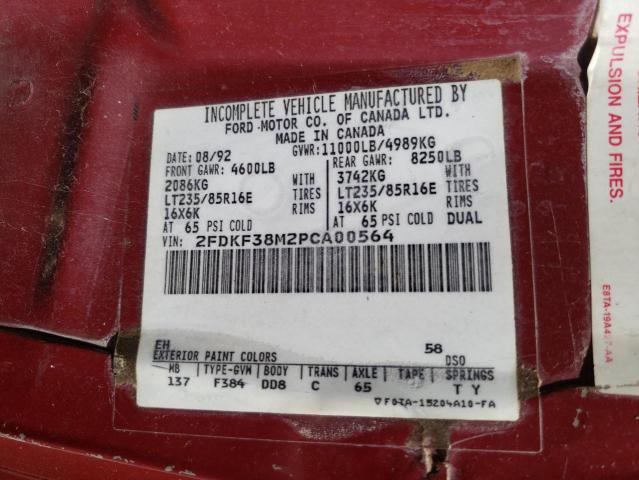 INCOMPLETE VEHICLE MANUFACTURED BY
FORD MOTOR CO. OF CANADA LTD.
MADE IN CANADA
DATE: 08/92 GVWR:11000LB/4989KG
FRONT GAWR: 4600LB REAR GAWR: 8250LB
2086KG WITH 3742KG WITH
LT235/85R16E TIRES LT235/85R16E TIRES
16X6K RIMS 16X6K RIMS
AT 65 PSI COLD AT 65 PSI COLD DUAL
VIN: 2FDKF38M2PCA00564
EH 58
EXTERIOR PAINT COLORS DSO
WB TYPE-GVM BODY TRANS AXLE TAPE SPRINGS
137 F384 DD8 C 65 T Y
▽F0TA-15204A10-FA
EXPULSION OF
RED FLUID AND